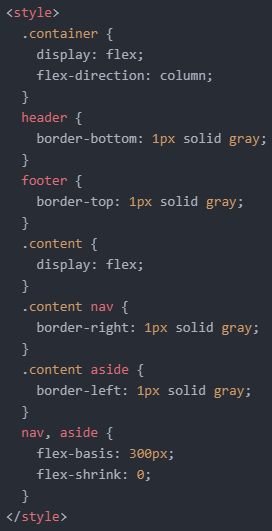 <style>
  .container {
    display: flex;
    flex-direction: column;
  }
  header {
    border-bottom: 1px solid gray;
  }
  footer {
    border-top: 1px solid gray;
  }
  .content {
    display: flex;
  }
  .content nav {
    border-right: 1px solid gray;
  }
  .content aside {
    border-left: 1px solid gray;
  }
  nav, aside {
    flex-basis: 300px;
    flex-shrink: 0;
  }
</style>